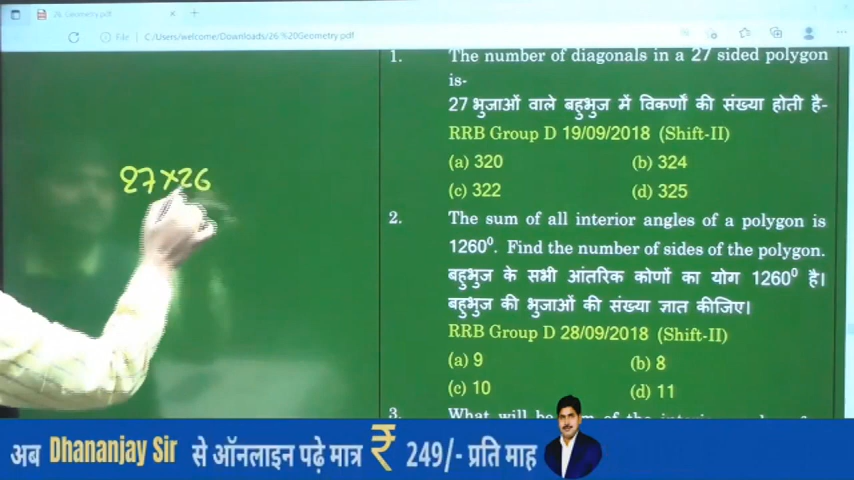 26 Geometry.pdf
File C:/Users/welcome/Downloads/26 %20Geometry.pdf
27×26
1. The number of diagonals in a 27 sided polygon
is-
27 भुजाओं वाले बहुभुज में विकर्णों की संख्या होती है-
RRB Group D 19/09/2018 (Shift-II)
(a) 320 (b) 324
(c) 322 (d) 325
2. The sum of all interior angles of a polygon is
1260⁰. Find the number of sides of the polygon.
बहुभुज के सभी आंतरिक कोणों का योग 1260⁰ है।
बहुभुज की भुजाओं की संख्या ज्ञात कीजिए।
RRB Group D 28/09/2018 (Shift-II)
(a) 9 (b) 8
(c) 10 (d) 11
3. What will be
अब Dhananjay Sir से ऑनलाइन पढ़े मात्र ₹ 249/- प्रति माह